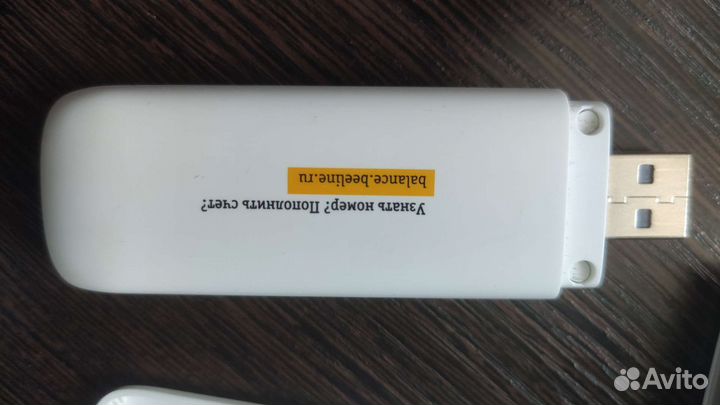 Узнать номер? Пополнить счет?
balance.beeline.ru
Avito